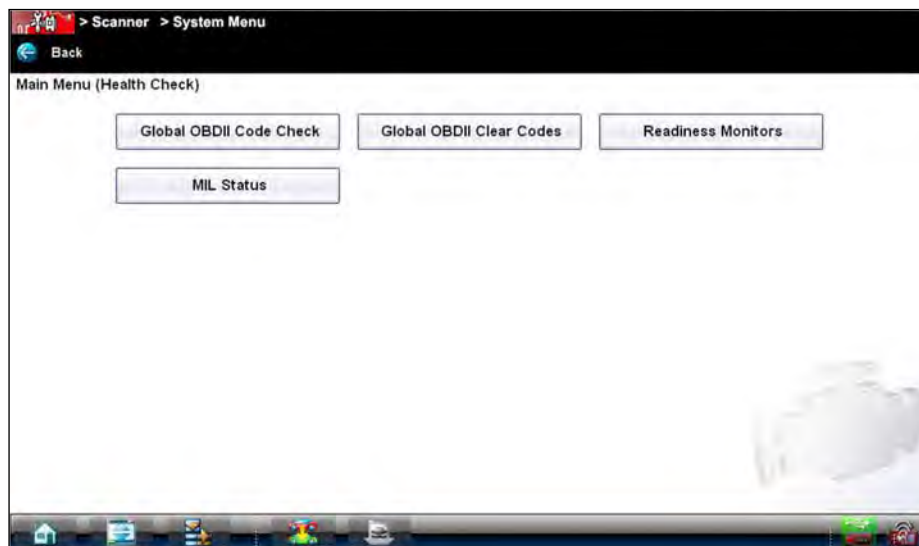 > Scanner > System Menu
Back
Main Menu (Health Check)
Global OBDII Code Check Global OBDII Clear Codes Readiness Monitors
MIL Status